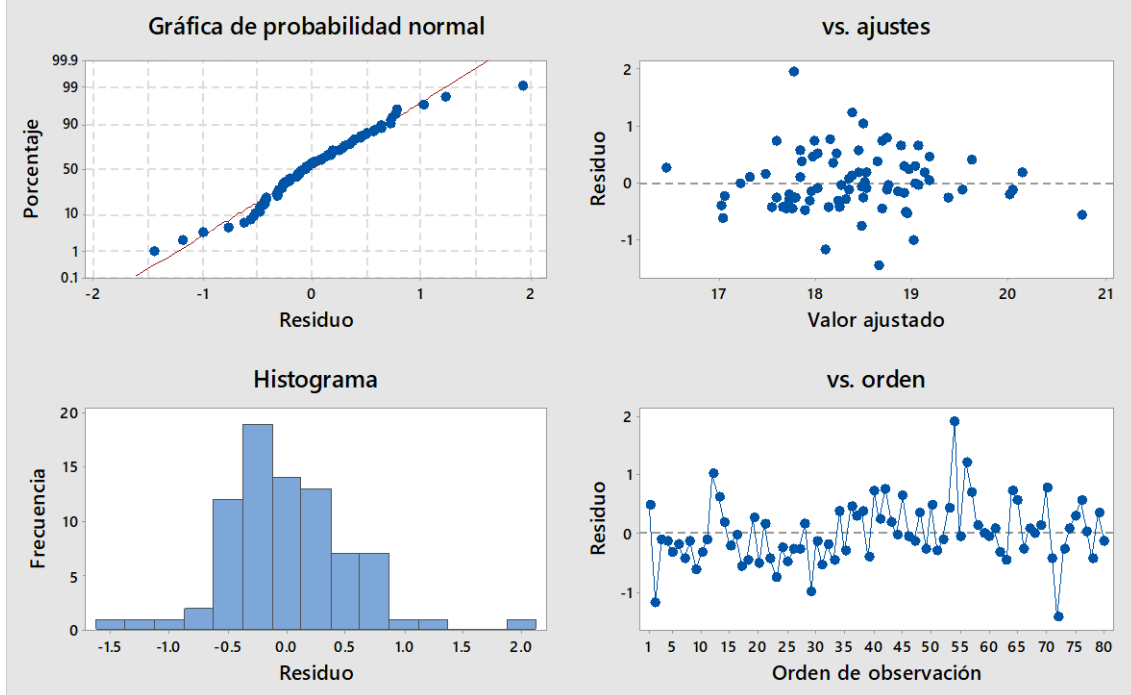 Gráfica de probabilidad normal
99.9
99
90
50
10
1
0.1
Porcentaje
-2 -1 0 1 2
Residuo
vs. ajustes
2
1
0
-1
Residuo
17 18 19 20 21
Valor ajustado
Histograma
20
15
10
5
0
Frecuencia
-1.5 -1.0 -0.5 0.0 0.5 1.0 1.5 2.0
Residuo
vs. orden
2
1
0
-1
Residuo
1 5 10 15 20 25 30 35 40 45 50 55 60 65 70 75 80
Orden de observación